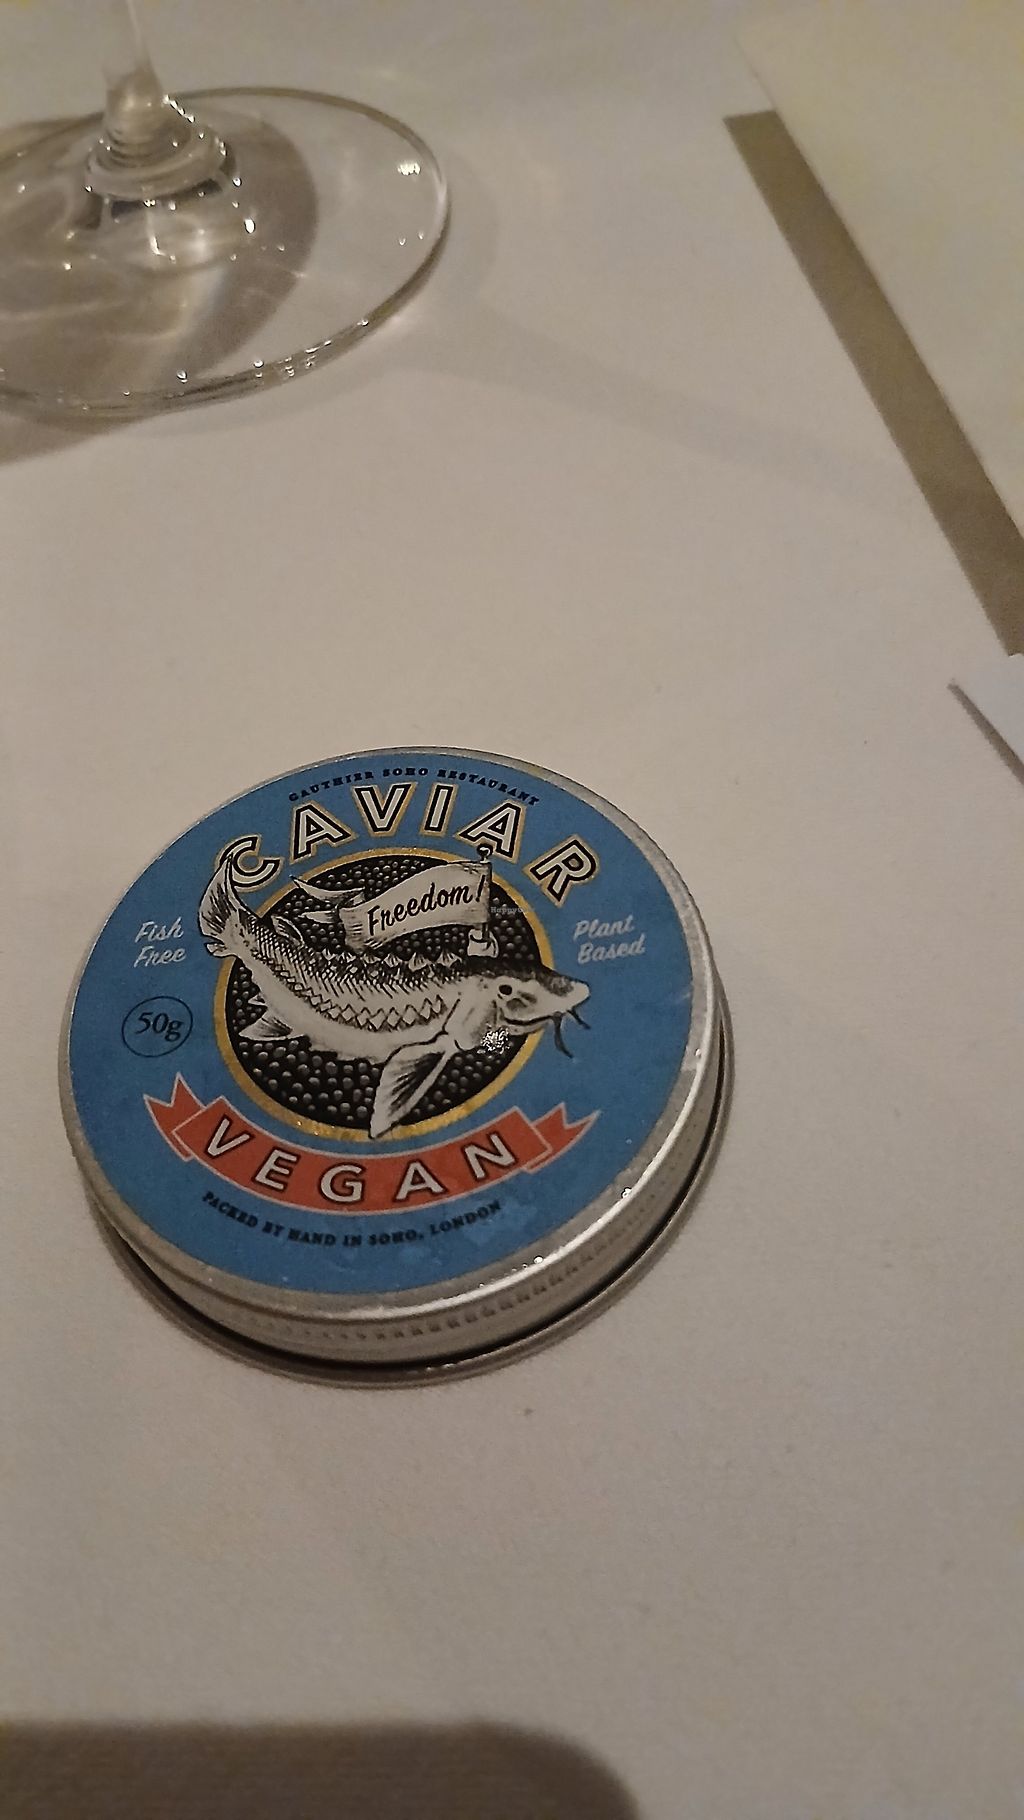 GAUTHIER SOHO RESTAURANT
CAVIAR
Freedom!
Fish
Free
Plant
Based
50g
VEGAN
PACKED BY HAND IN SOHO, LONDON